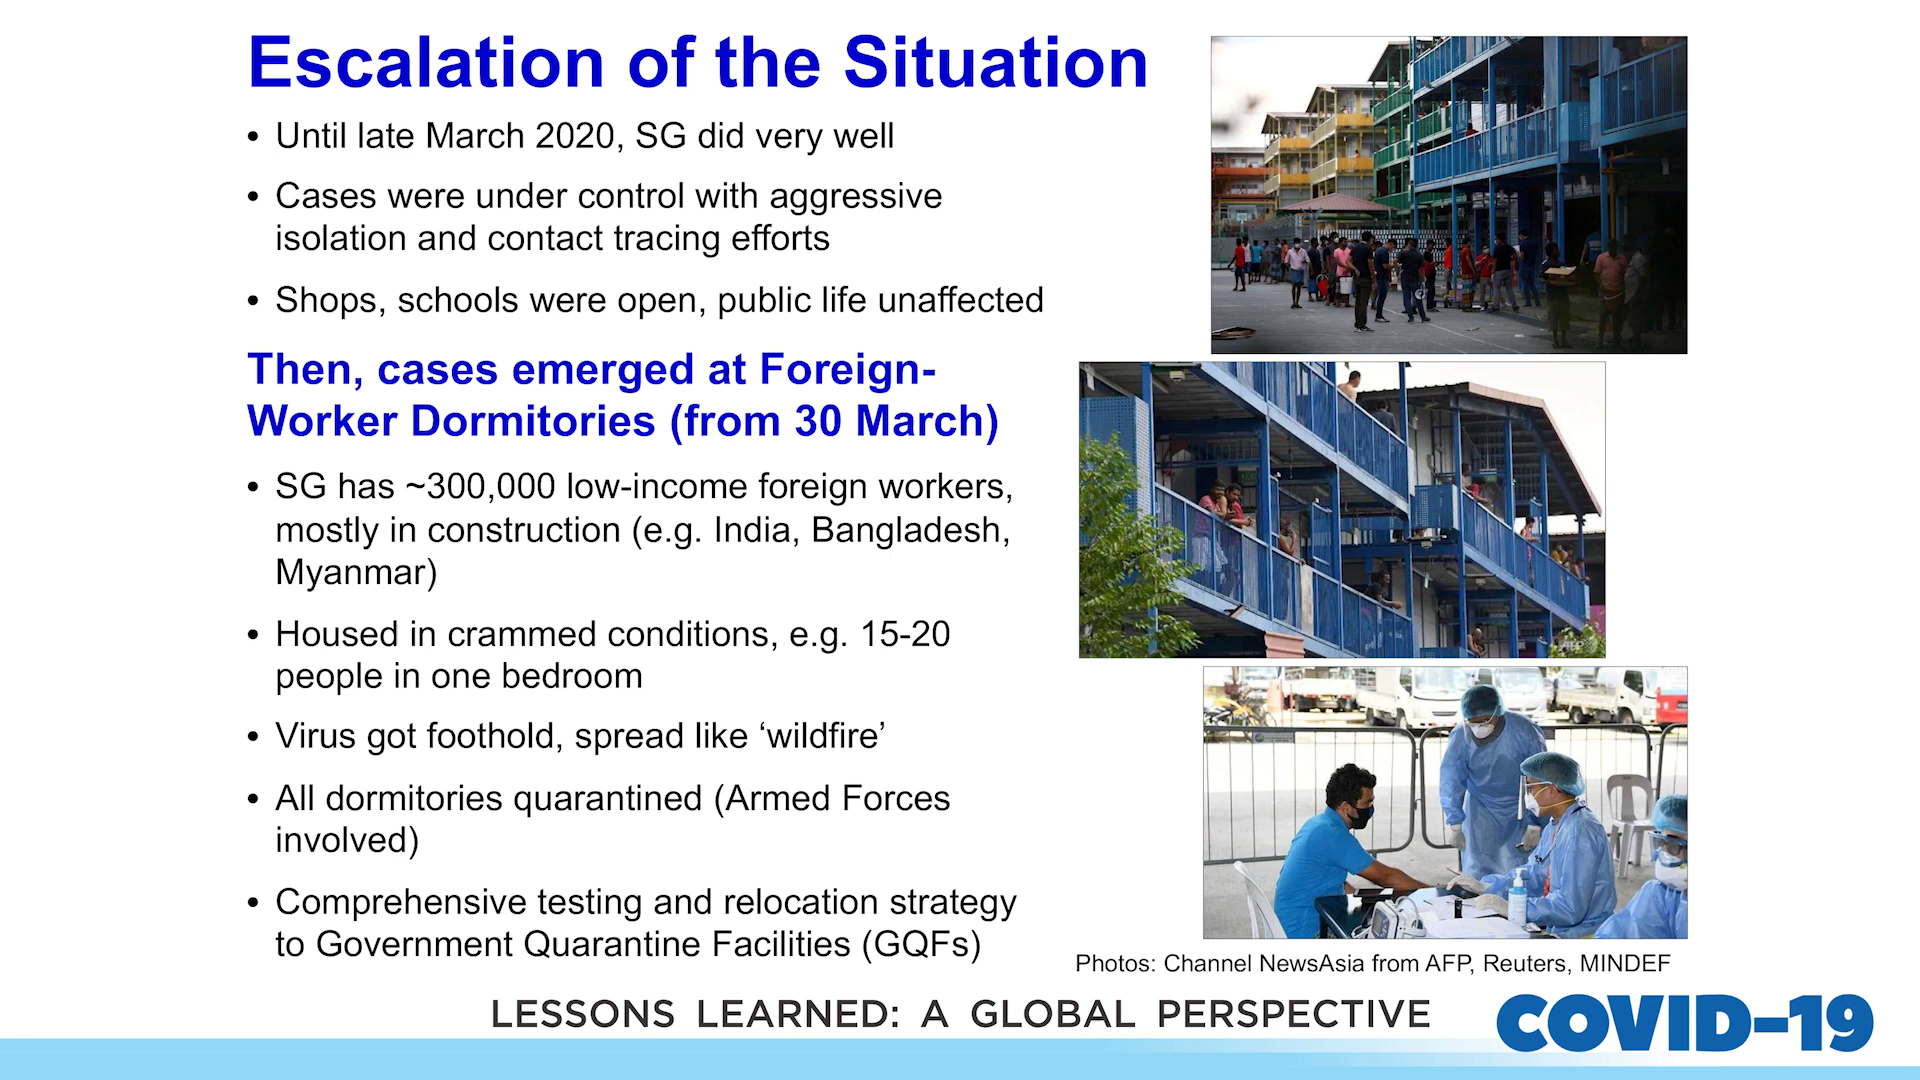 Escalation of the Situation
• Until late March 2020, SG did very well
• Cases were under control with aggressive
isolation and contact tracing efforts
• Shops, schools were open, public life unaffected
Then, cases emerged at Foreign-
Worker Dormitories (from 30 March)
• SG has ~300,000 low-income foreign workers,
mostly in construction (e.g. India, Bangladesh,
Myanmar)
• Housed in crammed conditions, e.g. 15-20
people in one bedroom
• Virus got foothold, spread like ‘wildfire’
• All dormitories quarantined (Armed Forces
involved)
• Comprehensive testing and relocation strategy
to Government Quarantine Facilities (GQFs)
Photos: Channel NewsAsia from AFP, Reuters, MINDEF
LESSONS LEARNED: A GLOBAL PERSPECTIVE
COVID-19